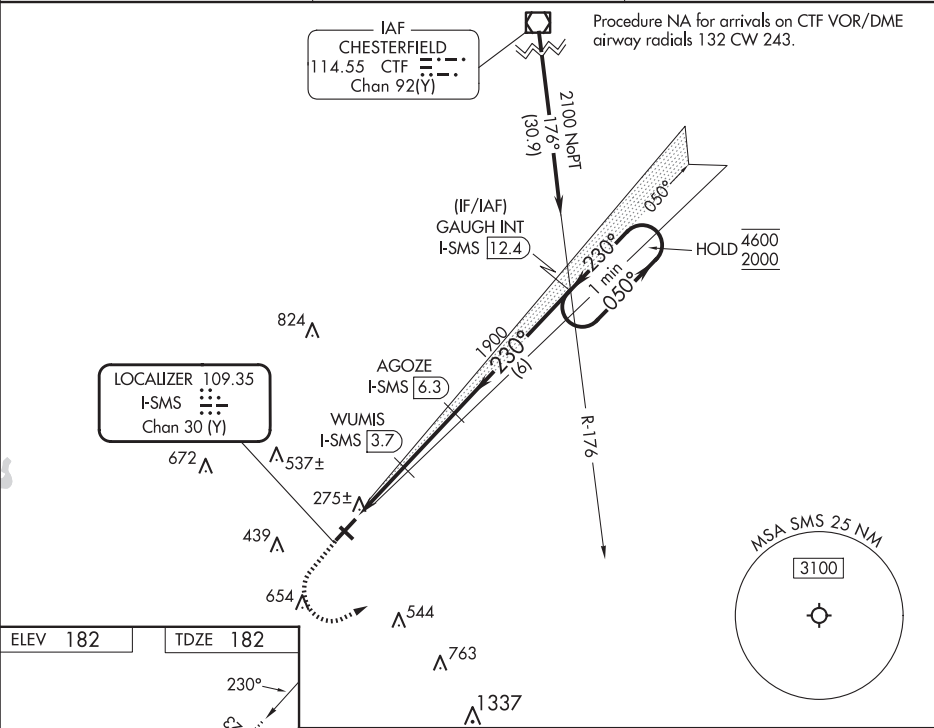 IAF
CHESTERFIELD
114.55 CTF
Chan 92(Y)
Procedure NA for arrivals on CTF VOR/DME
airway radials 132 CW 243.
2100 NoPT
176°
(30.9)
050°
(IF/IAF)
GAUGH INT
I-SMS 12.4
230°
1 min
050°
HOLD 4600
2000
824
1900
230°
(6)
AGOZE
I-SMS 6.3
LOCALIZER 109.35
I-SMS
Chan 30 (Y)
WUMIS
I-SMS 3.7
R-176
672
537±
275±
439
MSA SMS 25 NM
3100
654
544
ELEV 182
TDZE 182
763
230°
1337